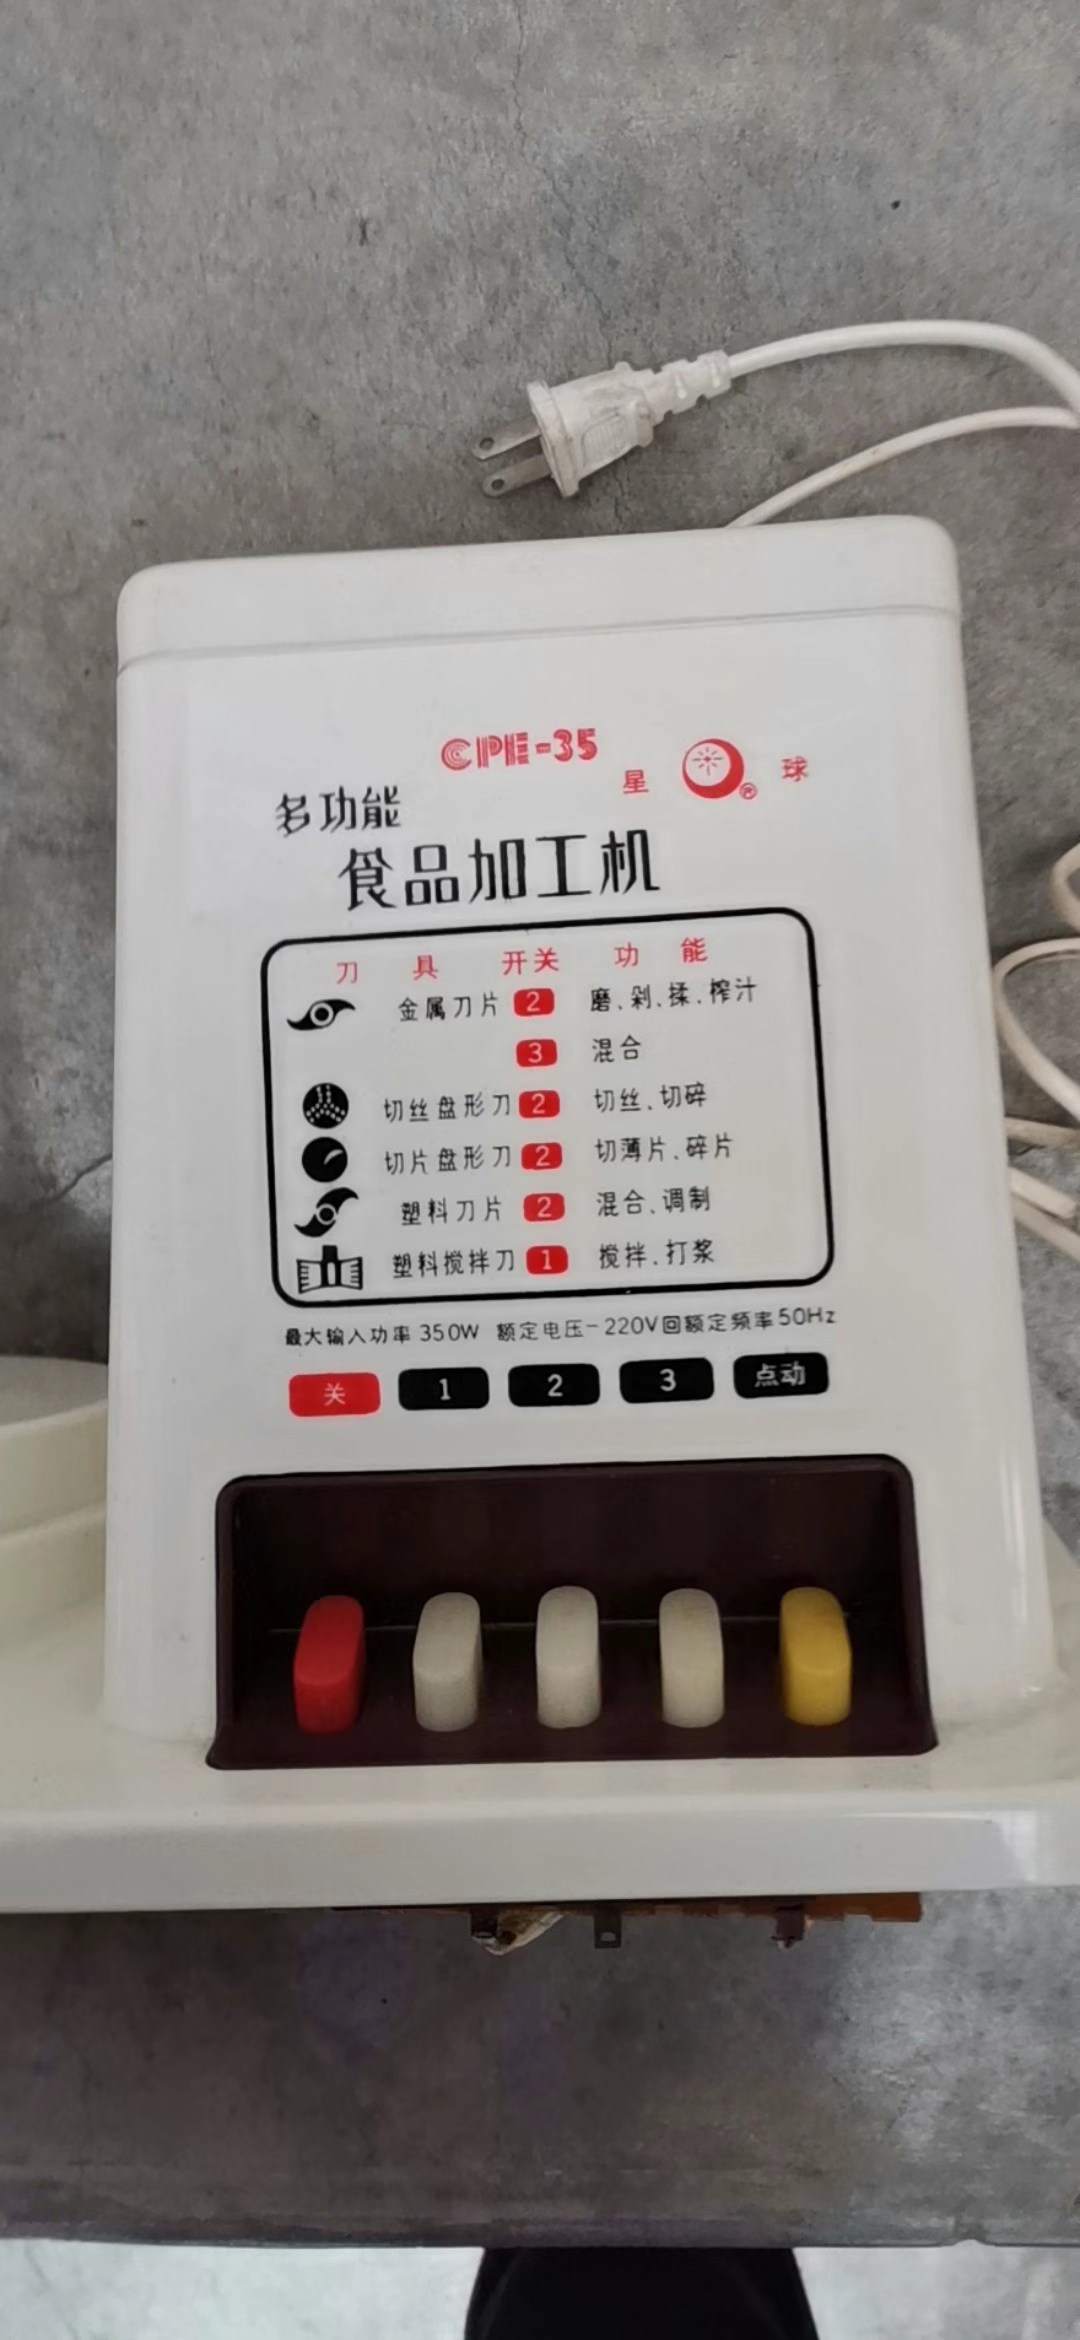 CPE-35
星 ® 球
多功能
食品加工机
刀 具 开关 功 能
金属刀片 2 磨、剁、揉、榨汁
3 混合
切丝盘形刀 2 切丝、切碎
切片盘形刀 2 切薄片、碎片
塑料刀片 2 混合、调制
塑料搅拌刀 1 搅拌、打浆
最大输入功率 350W 额定电压-220V回额定频率50Hz
关 1 2 3 点动